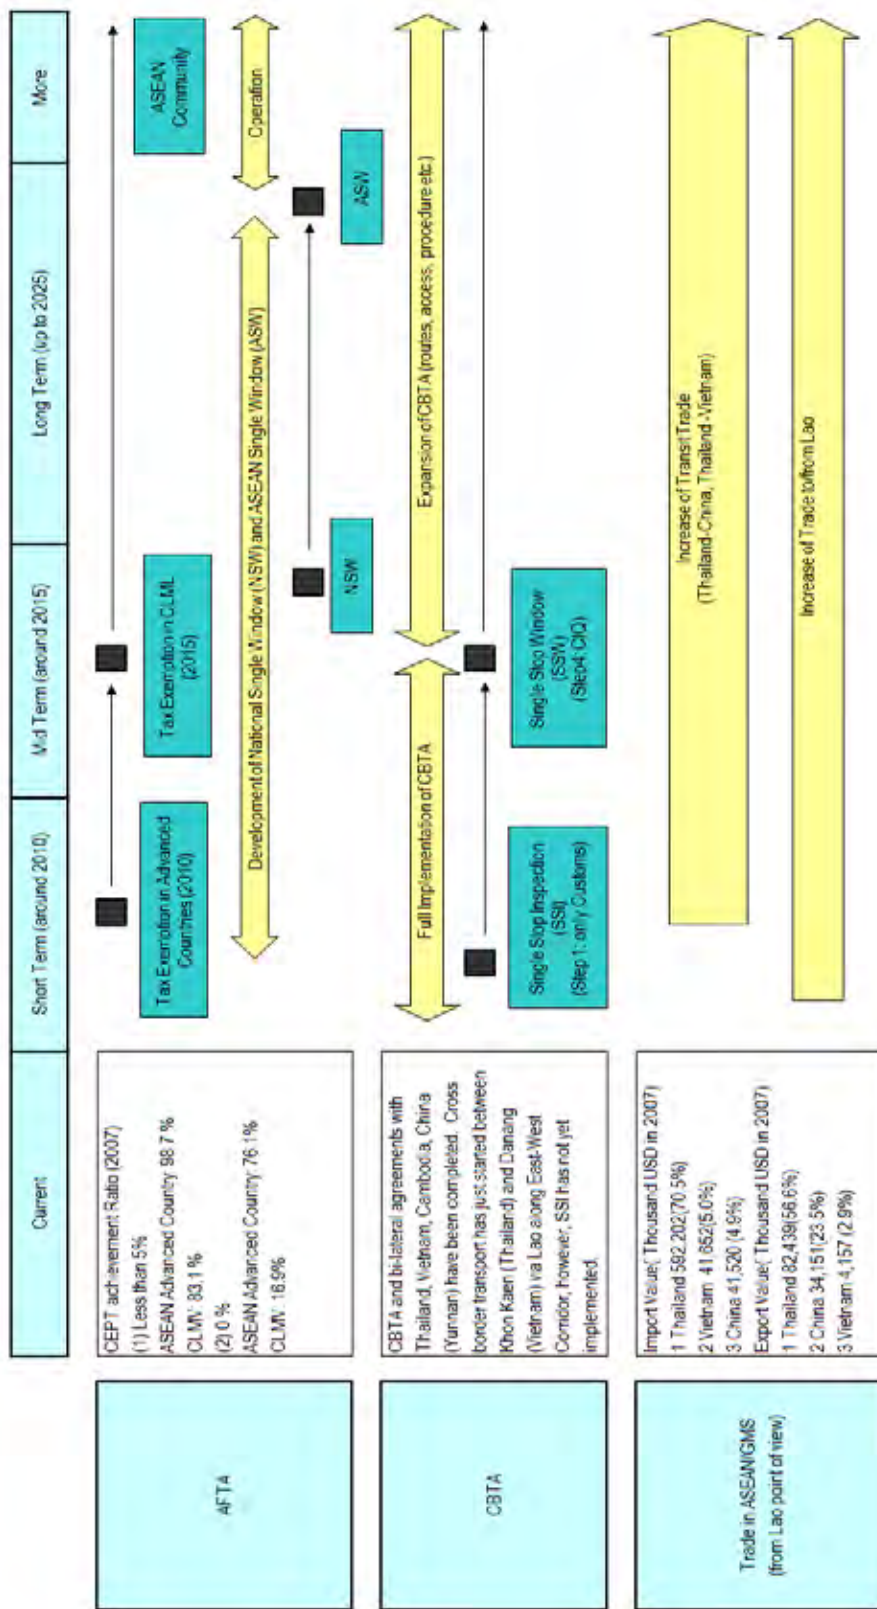 Current
Short Term (around 2010)
Mid Term (around 2015)
Long Term (up to 2025)
More
AFTA
CEPT achievement Ratio (2007)
(1) Less than 5%
ASEAN Advanced Country: 98.7 %
CLMV: 83.1 %
(2) 0 %
ASEAN Advanced Country: 76.1%
CLMV: 16.9%
Tax Exemption in Advanced
Countries (2010)
Tax Exemption in CLML
(2015)
ASEAN
Community
Development of National Single Window (NSW) and ASEAN Single Window (ASW)
Operation
NSW
ASW
CBTA
CBTA and bi-lateral agreements with
Thailand, Vietnam, Cambodia, China
(Yunnan) have been completed. Cross
border transport has just started between
Khon Kaen (Thailand) and Danang
(Vietnam) via Lao along East-West
Corridor, however, SSI has not yet
implemented.
Full Implementation of CBTA
Expansion of CBTA (routes, access, procedure etc.)
Single Stop Inspection
(SSI)
(Step 1: only Customs)
Single Stop Window
(SSW)
(Step4: CIQ)
Trade in ASEAN/GMS
(from Lao point of view)
Import Value( Thousand USD in 2007)
1 Thailand 592,202(70.5%)
2 Vietnam 41,652(5.0%)
3 China 41,520 (4.9%)
Export Value( Thousand USD in 2007)
1 Thailand 82,439(56.6%)
2 China 34,151(23.5%)
3 Vietnam 4,157 (2.9%)
Increase of Transit Trade
(Thailand-China, Thailand -Vietnam)
Increase of Trade to/from Lao